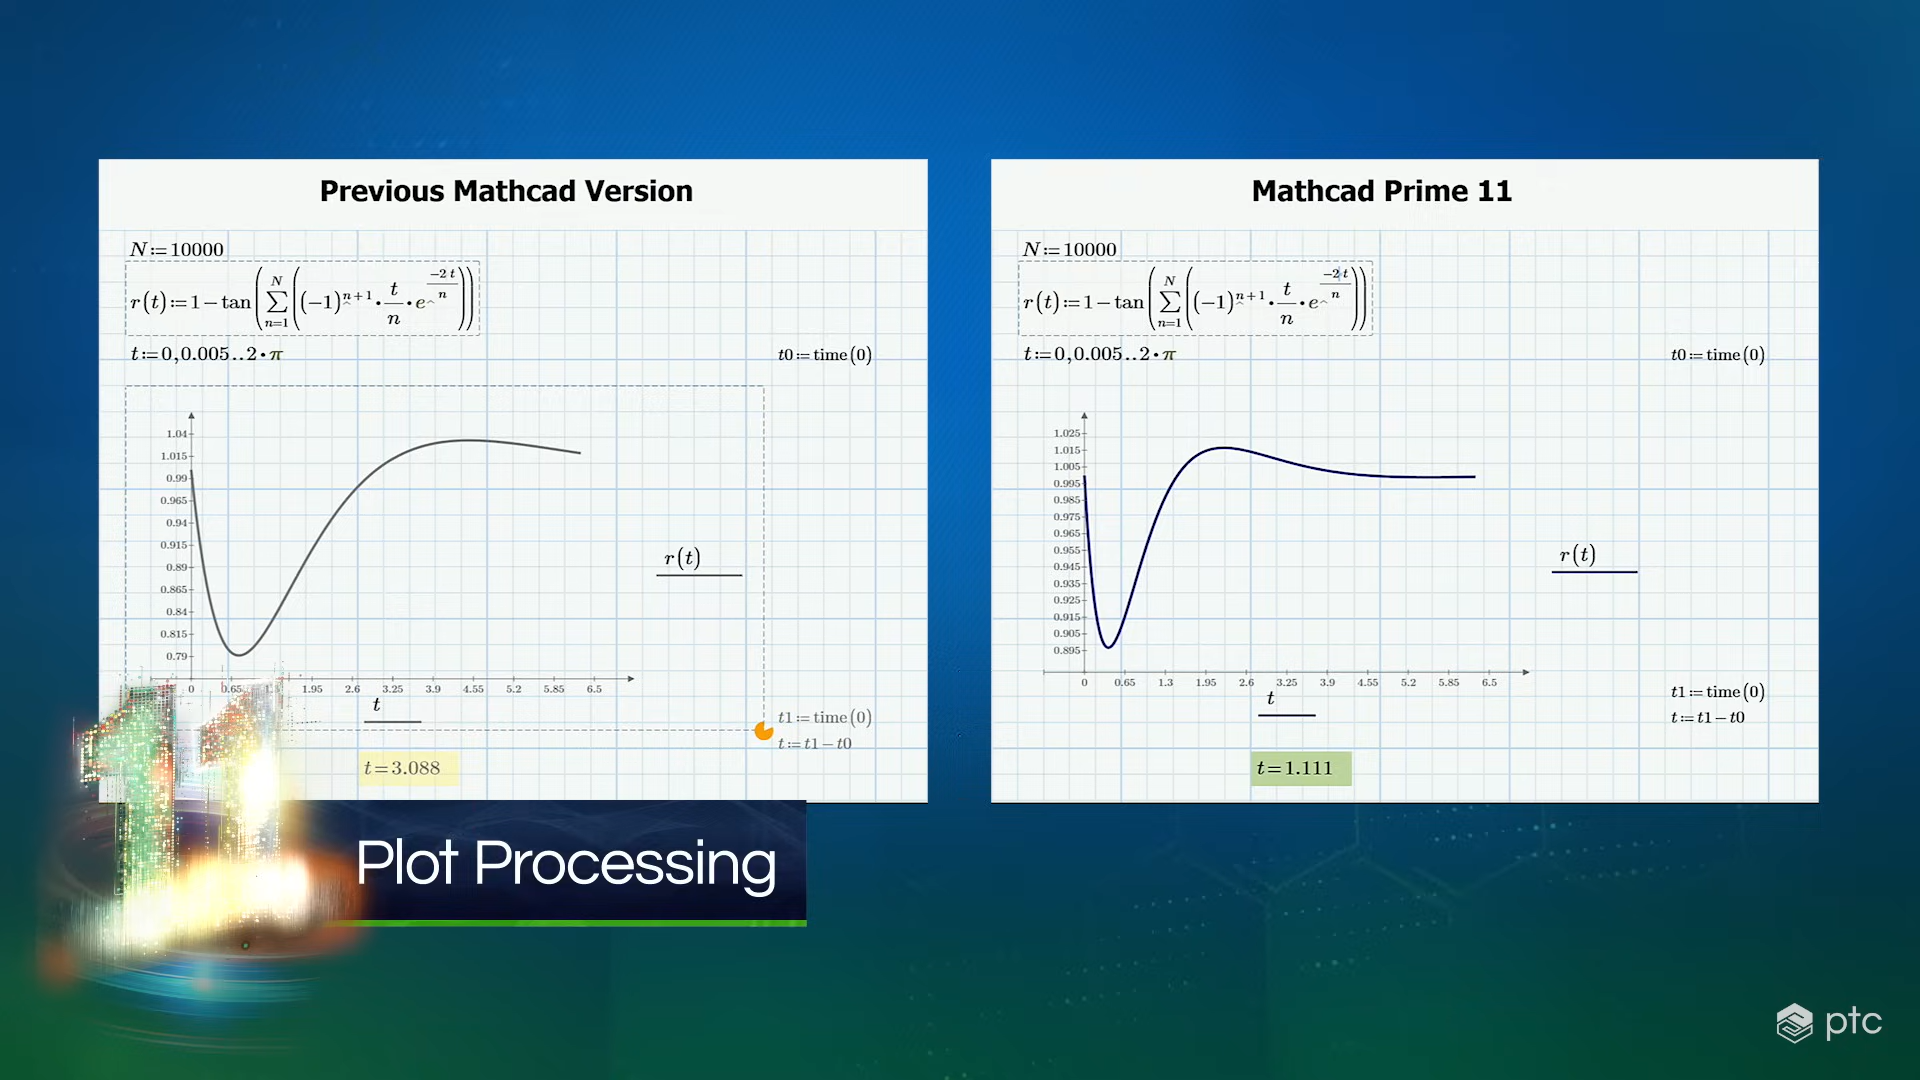 Previous Mathcad Version
N:=10000
r(t):=1-tan(∑_{n=1}^{N}((-1)^{n+1}·t/n·e^{-2 t/n}))
t:=0,0.005..2·π
t0:=time(0)
1.04
1.015
0.99
0.965
0.94
0.915
0.89
0.865
0.84
0.815
0.79
r(t)
0 0.65 1.95 2.6 3.25 3.9 4.55 5.2 5.85 6.5
t
t1:=time(0)
t:=t1-t0
t=3.088
Mathcad Prime 11
N:=10000
r(t):=1-tan(∑_{n=1}^{N}((-1)^{n+1}·t/n·e^{-2 t/n}))
t:=0,0.005..2·π
t0:=time(0)
1.025
1.015
1.005
0.995
0.985
0.975
0.965
0.955
0.945
0.935
0.925
0.915
0.905
0.895
r(t)
0 0.65 1.3 1.95 2.6 3.25 3.9 4.55 5.2 5.85 6.5
t
t1:=time(0)
t:=t1-t0
t=1.111
11
Plot Processing
ptc